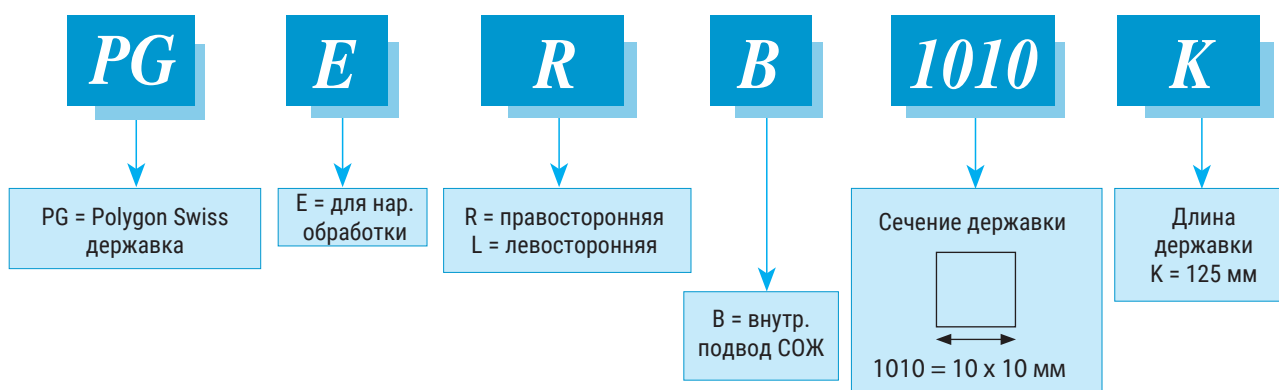 PG E R B 1010 K
PG = Polygon Swiss
державка
E = для нар.
обработки
R = правосторонняя
L = левосторонняя
B = внутр.
подвод СОЖ
Сечение державки
1010 = 10 x 10 мм
Длина
державки
K = 125 мм